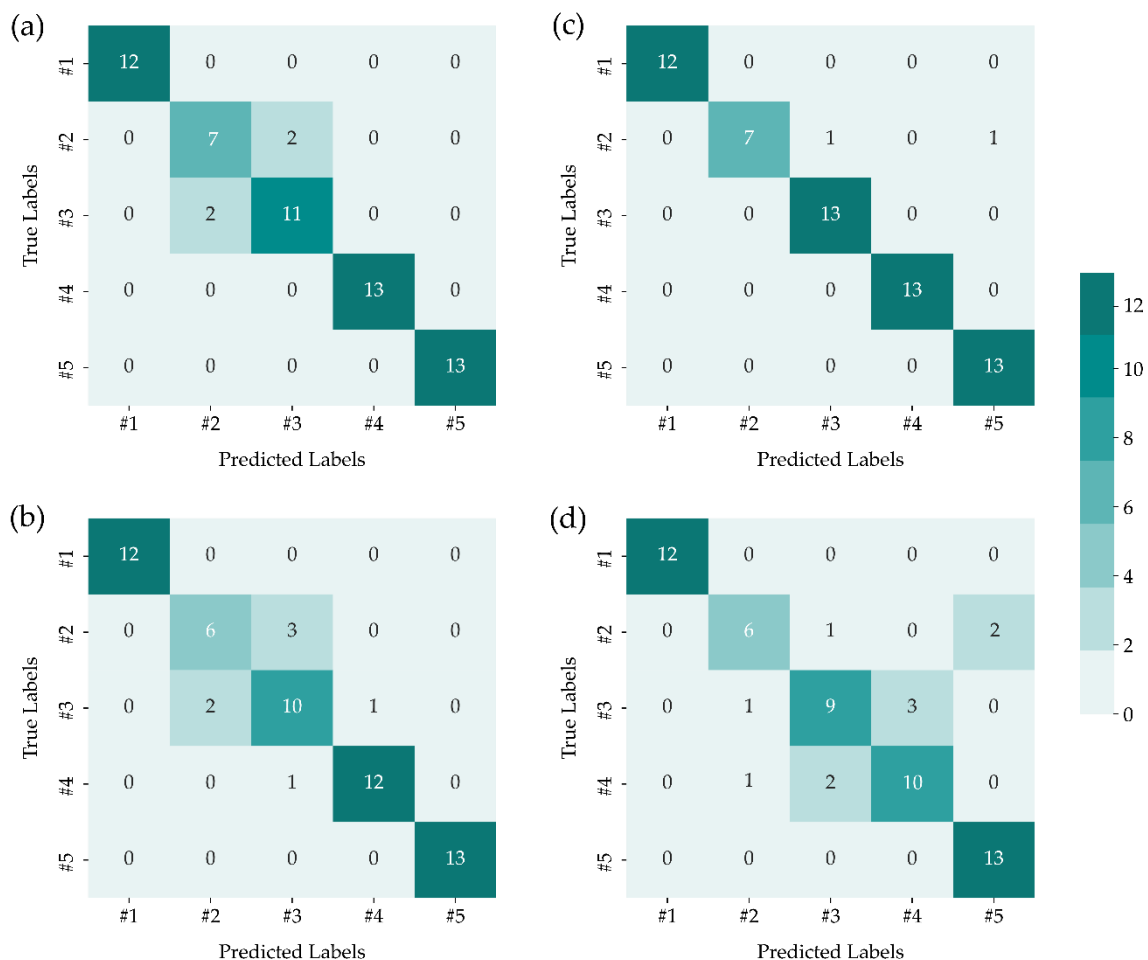 (a)
#1 12 0 0 0 0
#2 0 7 2 0 0
#3 0 2 11 0 0
#4 0 0 0 13 0
#5 0 0 0 0 13
True Labels
#1 #2 #3 #4 #5
Predicted Labels
(c)
#1 12 0 0 0 0
#2 0 7 1 0 1
#3 0 0 13 0 0
#4 0 0 0 13 0
#5 0 0 0 0 13
True Labels
#1 #2 #3 #4 #5
Predicted Labels
(b)
#1 12 0 0 0 0
#2 0 6 3 0 0
#3 0 2 10 1 0
#4 0 0 1 12 0
#5 0 0 0 0 13
True Labels
#1 #2 #3 #4 #5
Predicted Labels
(d)
#1 12 0 0 0 0
#2 0 6 1 0 2
#3 0 1 9 3 0
#4 0 1 2 10 0
#5 0 0 0 0 13
True Labels
#1 #2 #3 #4 #5
Predicted Labels
12
10
8
6
4
2
0